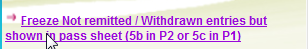 Freeze Not remitted / Withdrawn entries but
shown in pass sheet (5b in P2 or 5c in P1)